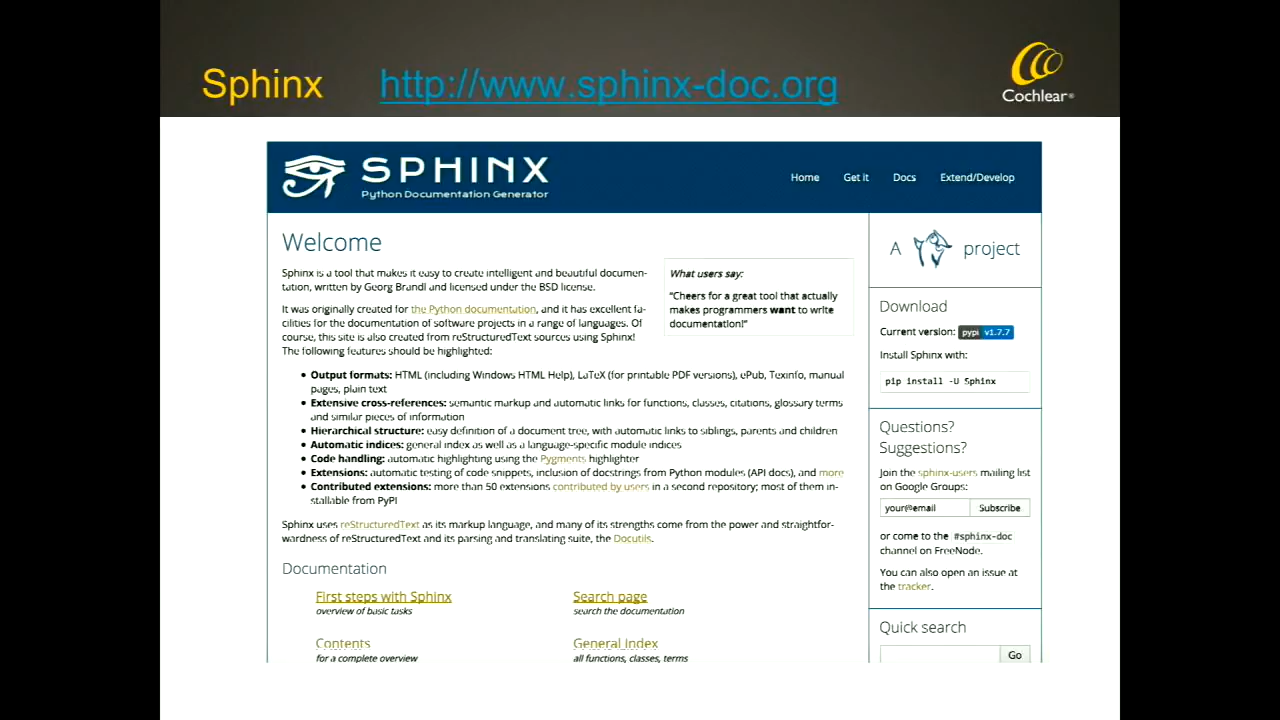 Sphinx http://www.sphinx-doc.org
Cochlear®
SPHINX
Python Documentation Generator
Home Get it Docs Extend/Develop
Welcome
Sphinx is a tool that makes it easy to create intelligent and beautiful documen-
tation, written by Georg Brandl and licensed under the BSD license.
It was originally created for the Python documentation, and it has excellent fa-
cilities for the documentation of software projects in a range of languages. Of
course, this site is also created from reStructuredText sources using Sphinx!
The following features should be highlighted:
What users say:
"Cheers for a great tool that actually
makes programmers want to write
documentation!"
• Output formats: HTML (including Windows HTML Help), LaTeX (for printable PDF versions), ePub, Texinfo, manual
pages, plain text
• Extensive cross-references: semantic markup and automatic links for functions, classes, citations, glossary terms
and similar pieces of information
• Hierarchical structure: easy definition of a document tree, with automatic links to siblings, parents and children
• Automatic indices: general index as well as a language-specific module indices
• Code handling: automatic highlighting using the Pygments highlighter
• Extensions: automatic testing of code snippets, inclusion of docstrings from Python modules (API docs), and more
• Contributed extensions: more than 50 extensions contributed by users in a second repository; most of them in-
stallable from PyPI
Sphinx uses reStructuredText as its markup language, and many of its strengths come from the power and straightfor-
wardness of reStructuredText and its parsing and translating suite, the Docutils.
Documentation
First steps with Sphinx
overview of basic tasks
Search page
search the documentation
Contents
for a complete overview
General Index
all functions, classes, terms
A project
Download
Current version: pypi v1.7.7
Install Sphinx with:
pip install -U Sphinx
Questions?
Suggestions?
Join the sphinx-users mailing list
on Google Groups:
your@email Subscribe
or come to the #sphinx-doc
channel on FreeNode.
You can also open an issue at
the tracker.
Quick search
Go